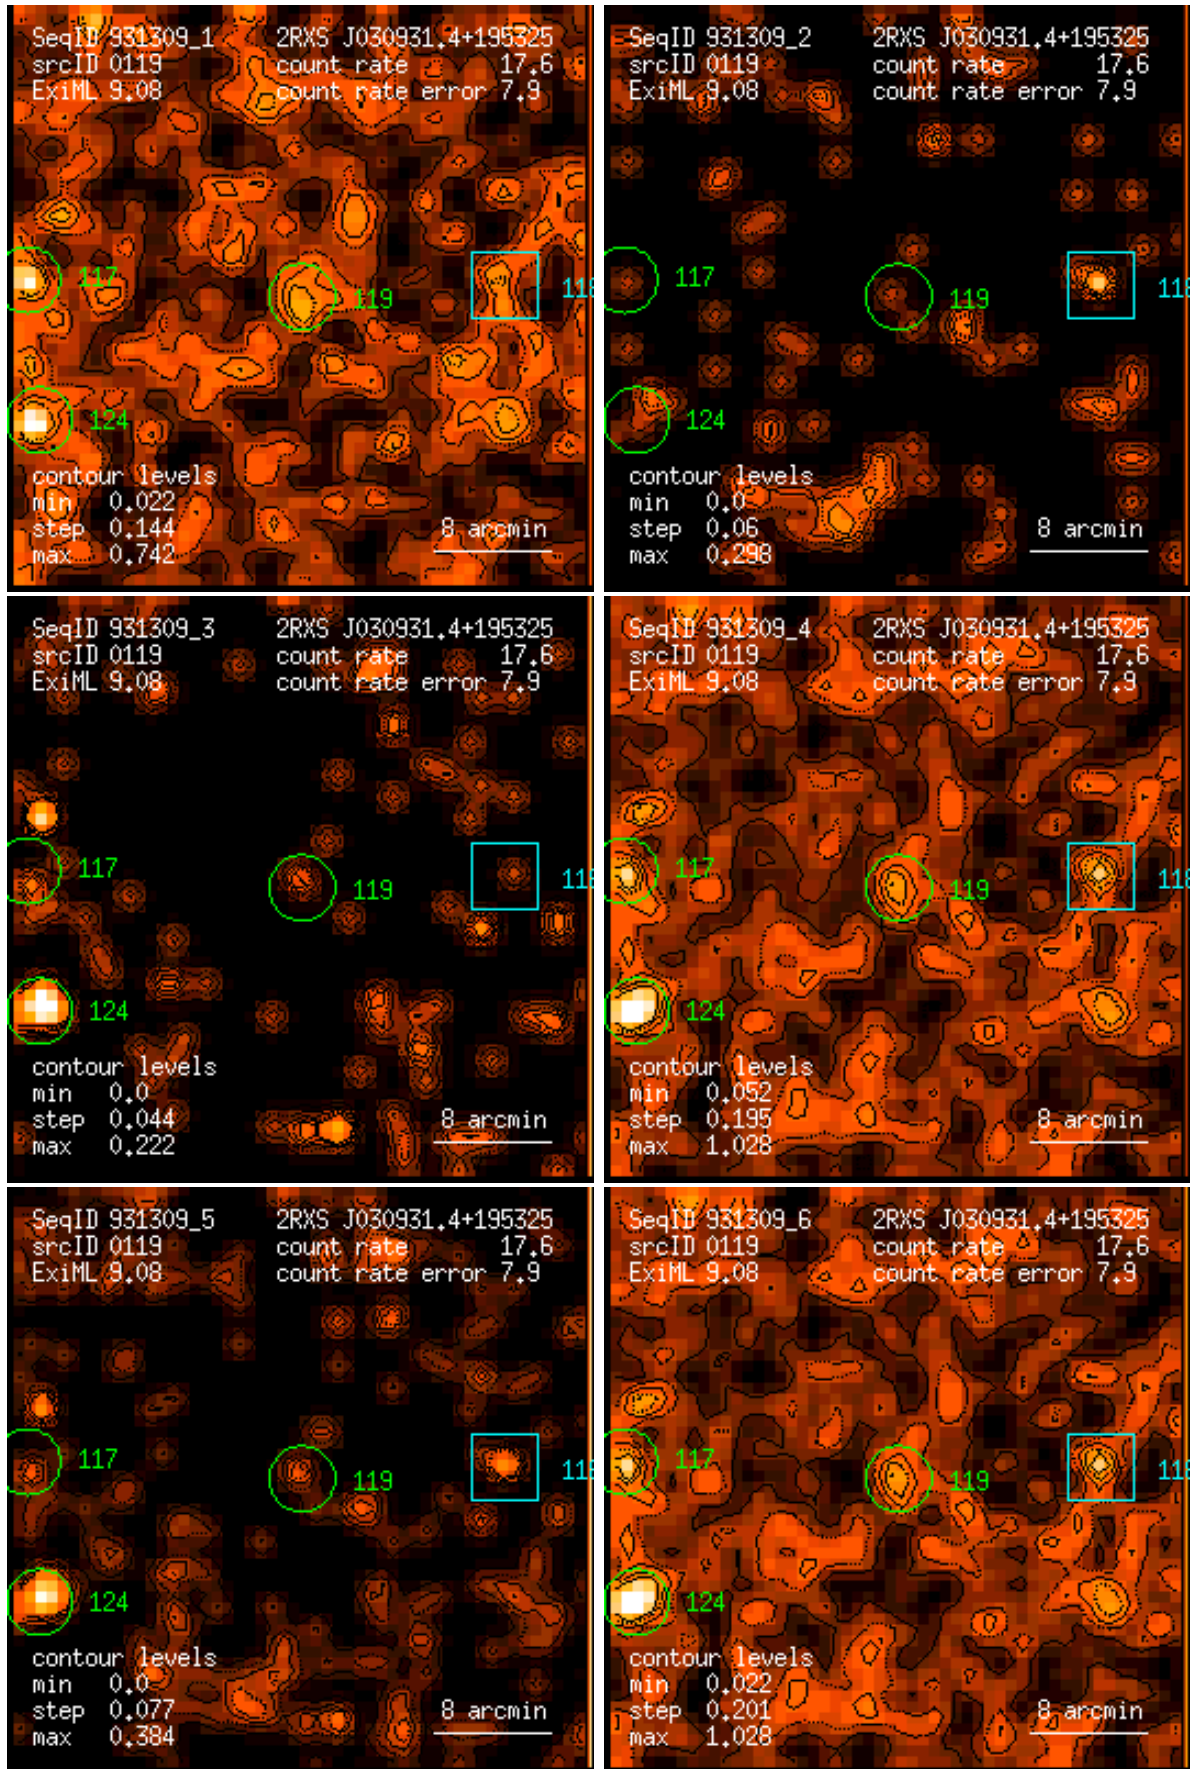 SeqID 931309_1 2RXS J030931.4+195325
srcID 0119 count rate 17.6
ExiML 9.08 count rate error 7.9
117
119
118
124
contour levels
min 0.022
step 0.144
max 0.742
8 arcmin
SeqID 931309_2 2RXS J030931.4+195325
srcID 0119 count rate 17.6
ExiML 9.08 count rate error 7.9
117
119
118
124
contour levels
min 0.0
step 0.06
max 0.298
8 arcmin
SeqID 931309_3 2RXS J030931.4+195325
srcID 0119 count rate 17.6
ExiML 9.08 count rate error 7.9
117
119
118
124
contour levels
min 0.0
step 0.044
max 0.222
8 arcmin
SeqID 931309_4 2RXS J030931.4+195325
srcID 0119 count rate 17.6
ExiML 9.08 count rate error 7.9
117
119
118
124
contour levels
min 0.052
step 0.195
max 1.028
8 arcmin
SeqID 931309_5 2RXS J030931.4+195325
srcID 0119 count rate 17.6
ExiML 9.08 count rate error 7.9
117
119
118
124
contour levels
min 0.0
step 0.077
max 0.384
8 arcmin
SeqID 931309_6 2RXS J030931.4+195325
srcID 0119 count rate 17.6
ExiML 9.08 count rate error 7.9
117
119
118
124
contour levels
min 0.022
step 0.201
max 1.028
8 arcmin